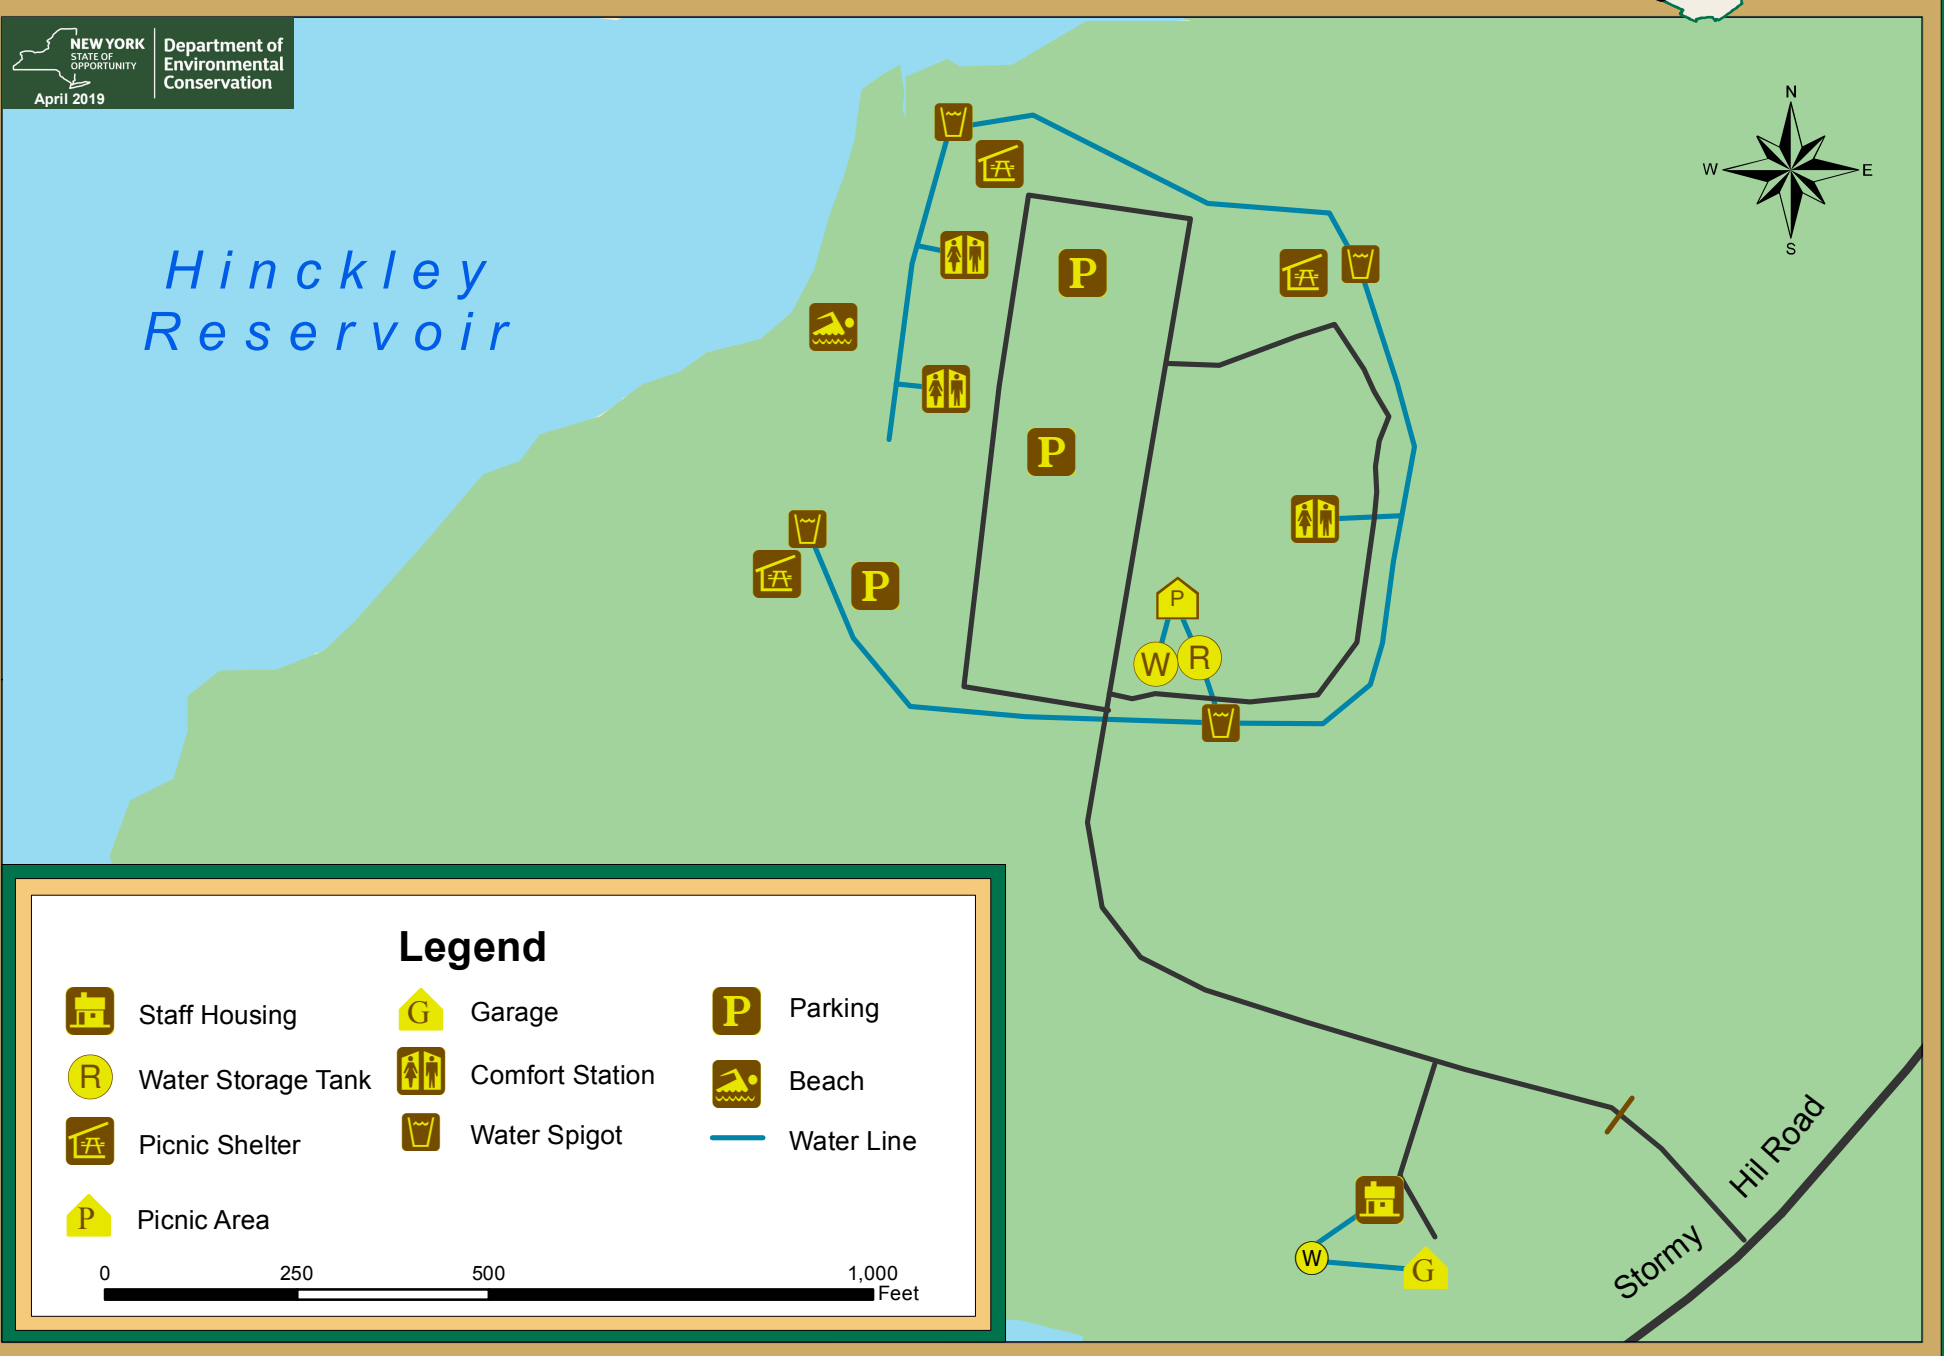 NEW YORK
STATE OF
OPPORTUNITY
April 2019
Department of
Environmental
Conservation
N
W
E
S
Hinckley
Reservoir
P
P
P
P
W
R
Hil Road
Stormy
W
G
Legend
Staff Housing
G
Garage
P
Parking
R
Water Storage Tank
Comfort Station
Beach
Picnic Shelter
Water Spigot
Water Line
P
Picnic Area
0
250
500
1,000
Feet